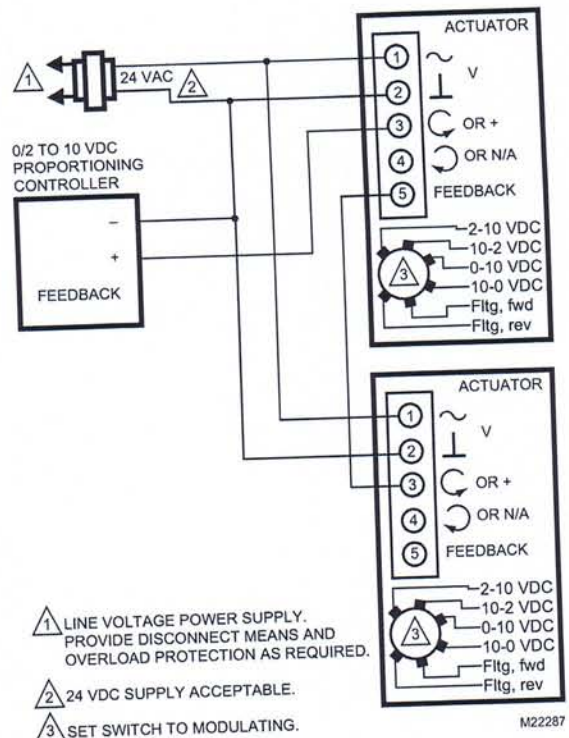 ACTUATOR
1
24 VAC
2
1
V
2
3
OR +
4
OR N/A
5
FEEDBACK
0/2 TO 10 VDC
PROPORTIONING
CONTROLLER
–
+
FEEDBACK
3
2-10 VDC
10-2 VDC
0-10 VDC
10-0 VDC
Fltg, fwd
Fltg, rev
ACTUATOR
1
V
2
3
OR +
4
OR N/A
5
FEEDBACK
3
2-10 VDC
10-2 VDC
0-10 VDC
10-0 VDC
Fltg, fwd
Fltg, rev
1 LINE VOLTAGE POWER SUPPLY.
PROVIDE DISCONNECT MEANS AND
OVERLOAD PROTECTION AS REQUIRED.
2 24 VDC SUPPLY ACCEPTABLE.
3 SET SWITCH TO MODULATING.
M22287